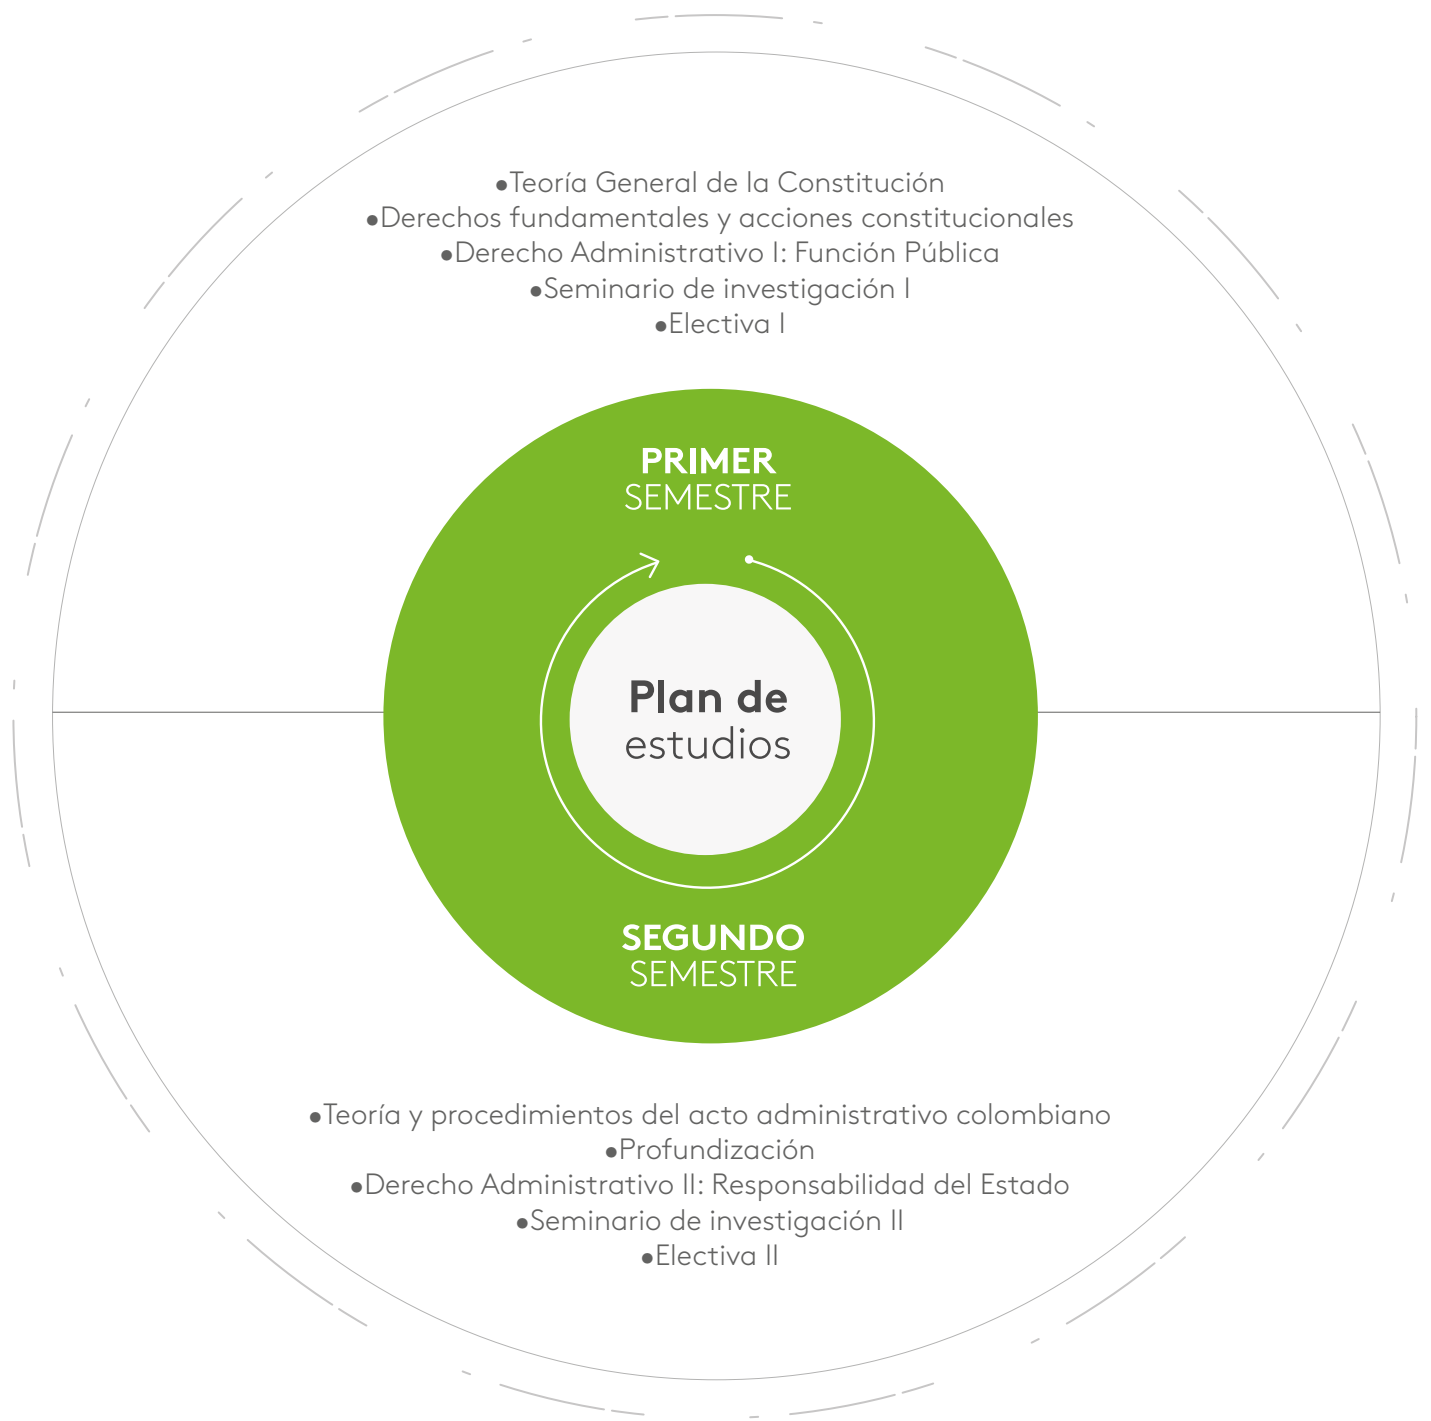 •Teoría General de la Constitución
•Derechos fundamentales y acciones constitucionales
•Derecho Administrativo I: Función Pública
•Seminario de investigación I
•Electiva I
PRIMER
SEMESTRE
Plan de
estudios
SEGUNDO
SEMESTRE
•Teoría y procedimientos del acto administrativo colombiano
•Profundización
•Derecho Administrativo II: Responsabilidad del Estado
•Seminario de investigación II
•Electiva II